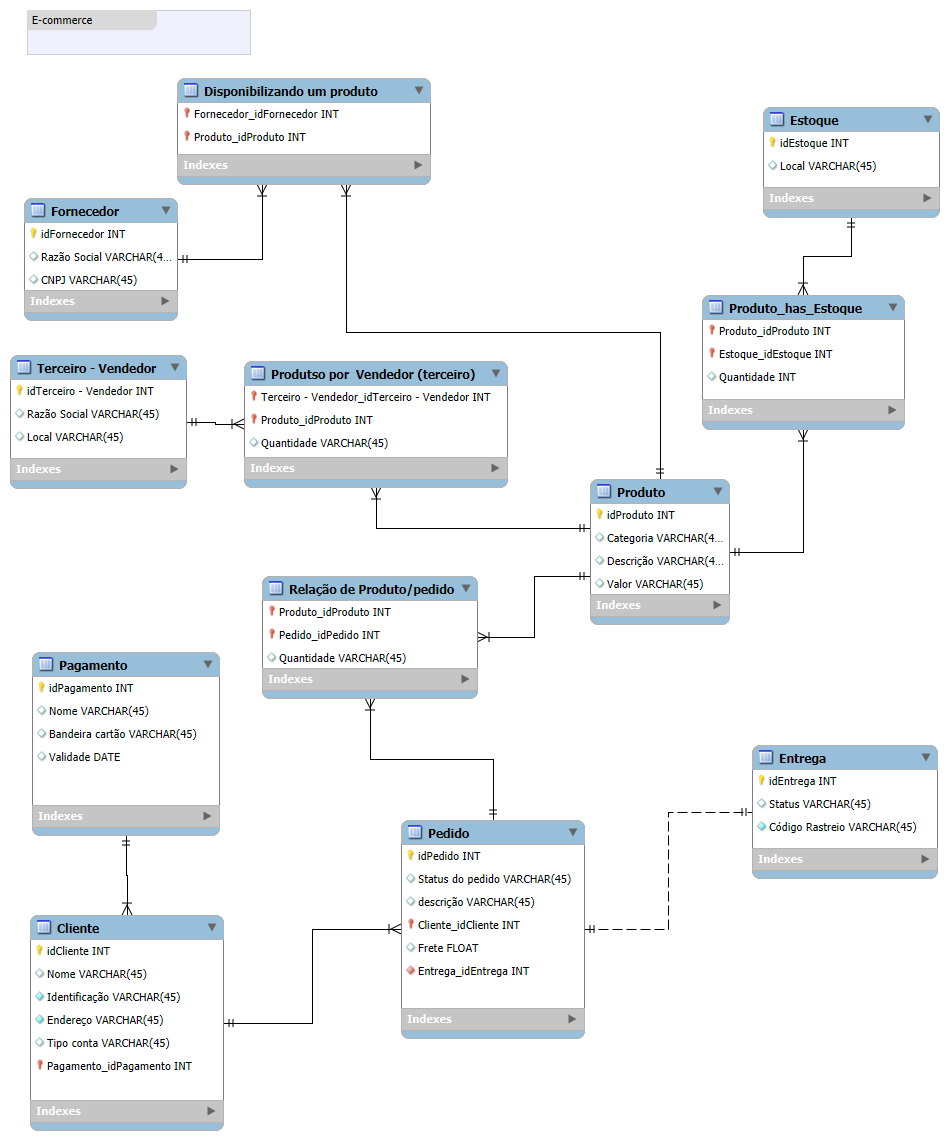 E-commerce
Disponibilizando um produto
Fornecedor_idFornecedor INT
Produto_idProduto INT
Indexes
Estoque
idEstoque INT
Local VARCHAR(45)
Indexes
Fornecedor
idFornecedor INT
Razão Social VARCHAR(4...
CNPJ VARCHAR(45)
Indexes
Produto_has_Estoque
Produto_idProduto INT
Estoque_idEstoque INT
Quantidade INT
Indexes
Terceiro - Vendedor
idTerceiro - Vendedor INT
Razão Social VARCHAR(45)
Local VARCHAR(45)
Indexes
Produtso por  Vendedor (terceiro)
Terceiro - Vendedor_idTerceiro - Vendedor INT
Produto_idProduto INT
Quantidade VARCHAR(45)
Indexes
Produto
idProduto INT
Categoria VARCHAR(4...
Descrição VARCHAR(4...
Valor VARCHAR(45)
Indexes
Relação de Produto/pedido
Produto_idProduto INT
Pedido_idPedido INT
Quantidade VARCHAR(45)
Indexes
Pagamento
idPagamento INT
Nome VARCHAR(45)
Bandeira cartão VARCHAR(45)
Validade DATE
Indexes
Entrega
idEntrega INT
Status VARCHAR(45)
Código Rastreio VARCHAR(45)
Indexes
Pedido
idPedido INT
Status do pedido VARCHAR(45)
descrição VARCHAR(45)
Cliente_idCliente INT
Frete FLOAT
Entrega_idEntrega INT
Indexes
Cliente
idCliente INT
Nome VARCHAR(45)
Identificação VARCHAR(45)
Endereço VARCHAR(45)
Tipo conta VARCHAR(45)
Pagamento_idPagamento INT
Indexes